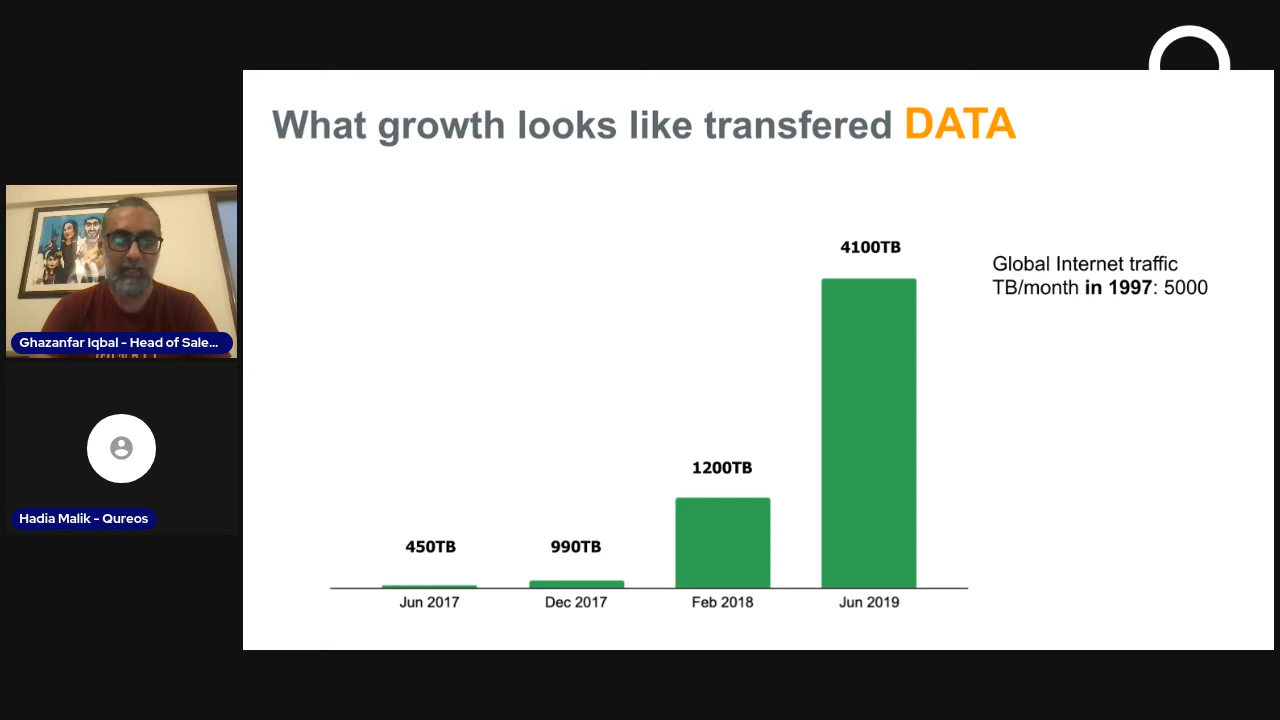 What growth looks like transfered DATA
4100TB
Global Internet traffic
TB/month in 1997: 5000
1200TB
450TB
990TB
Jun 2017
Dec 2017
Feb 2018
Jun 2019
Ghazanfar Iqbal - Head of Sale...
Hadia Malik - Qureos